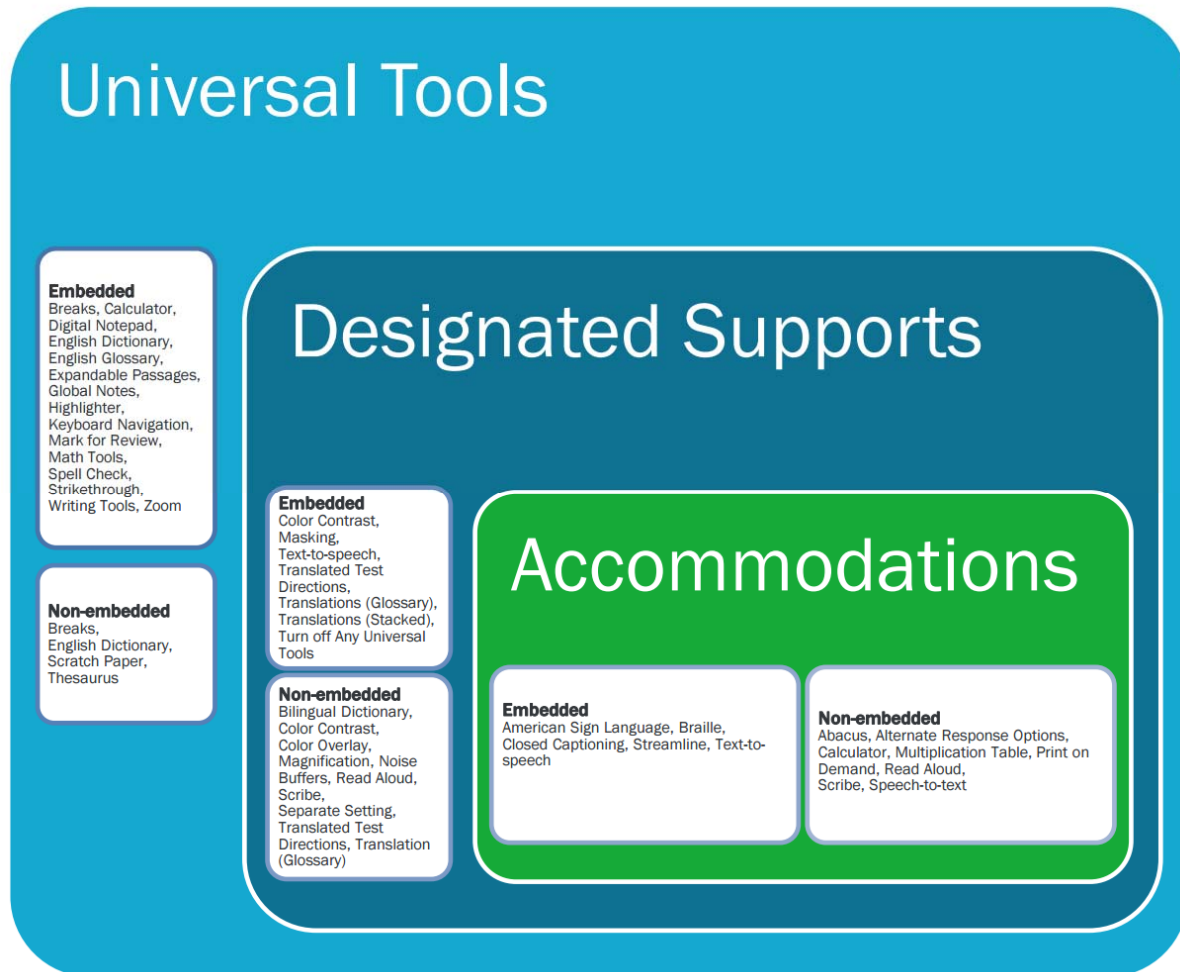 Universal Tools
Embedded
Breaks, Calculator,
Digital Notepad,
English Dictionary,
English Glossary,
Expandable Passages,
Global Notes,
Highlighter,
Keyboard Navigation,
Mark for Review,
Math Tools,
Spell Check,
Strikethrough,
Writing Tools, Zoom
Non-embedded
Breaks,
English Dictionary,
Scratch Paper,
Thesaurus
Designated Supports
Embedded
Color Contrast,
Masking,
Text-to-speech,
Translated Test
Directions,
Translations (Glossary),
Translations (Stacked),
Turn off Any Universal
Tools
Non-embedded
Bilingual Dictionary,
Color Contrast,
Color Overlay,
Magnification, Noise
Buffers, Read Aloud,
Scribe,
Separate Setting,
Translated Test
Directions, Translation
(Glossary)
Accommodations
Embedded
American Sign Language, Braille,
Closed Captioning, Streamline, Text-to-
speech
Non-embedded
Abacus, Alternate Response Options,
Calculator, Multiplication Table, Print on
Demand, Read Aloud,
Scribe, Speech-to-text